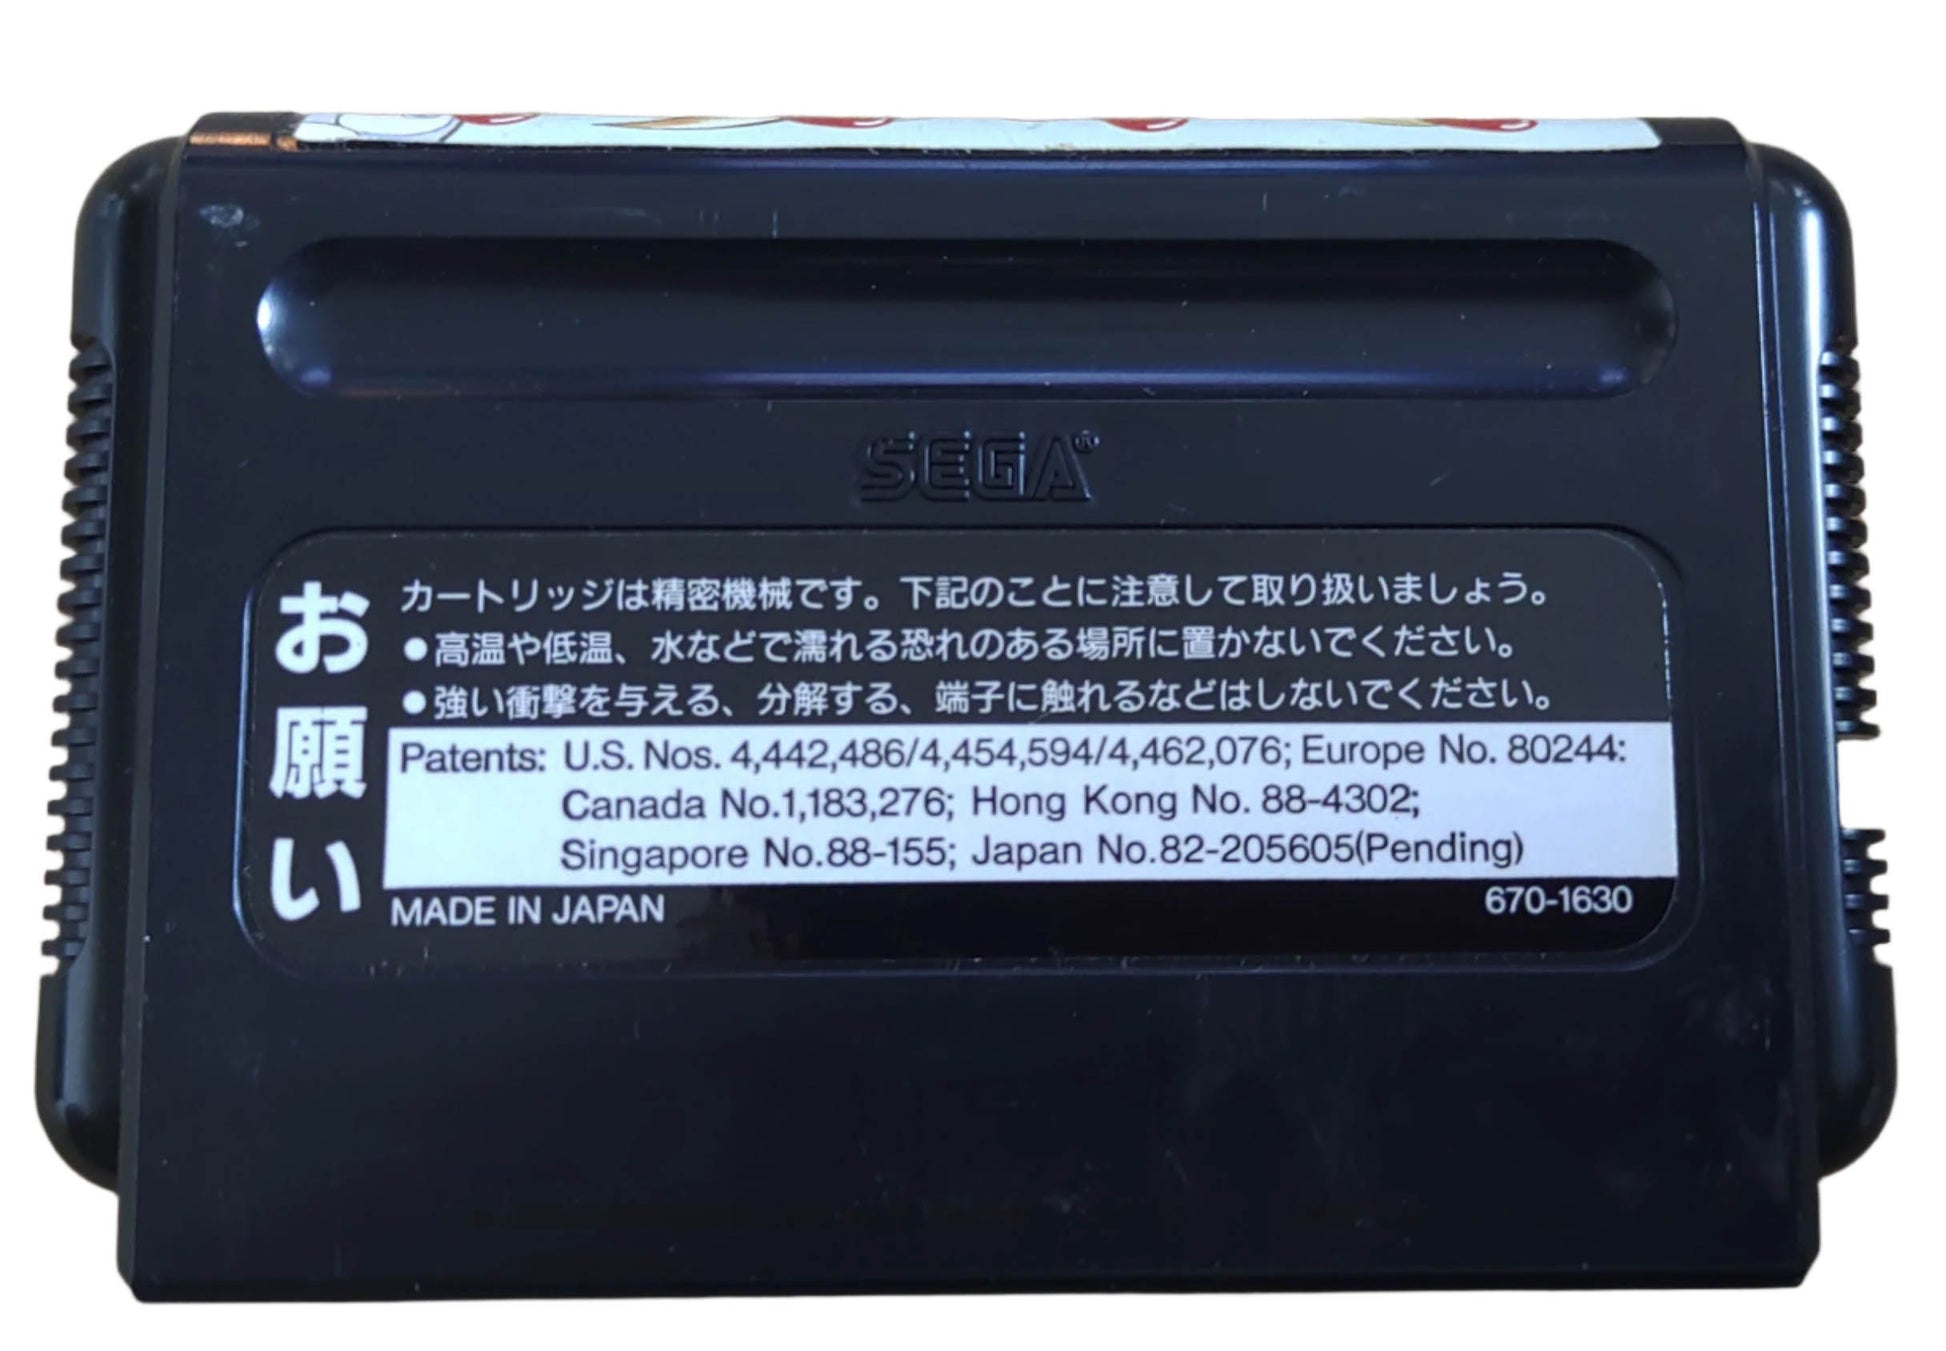 SEGA®
お願い
カートリッジは精密機械です。下記のことに注意して取り扱いましょう。
●高温や低温、水などで濡れる恐れのある場所に置かないでください。
●強い衝撃を与える、分解する、端子に触れるなどはしないでください。
Patents: U.S. Nos. 4,442,486/4,454,594/4,462,076; Europe No. 80244:
Canada No.1,183,276; Hong Kong No. 88-4302;
Singapore No.88-155; Japan No.82-205605(Pending)
MADE IN JAPAN 670-1630